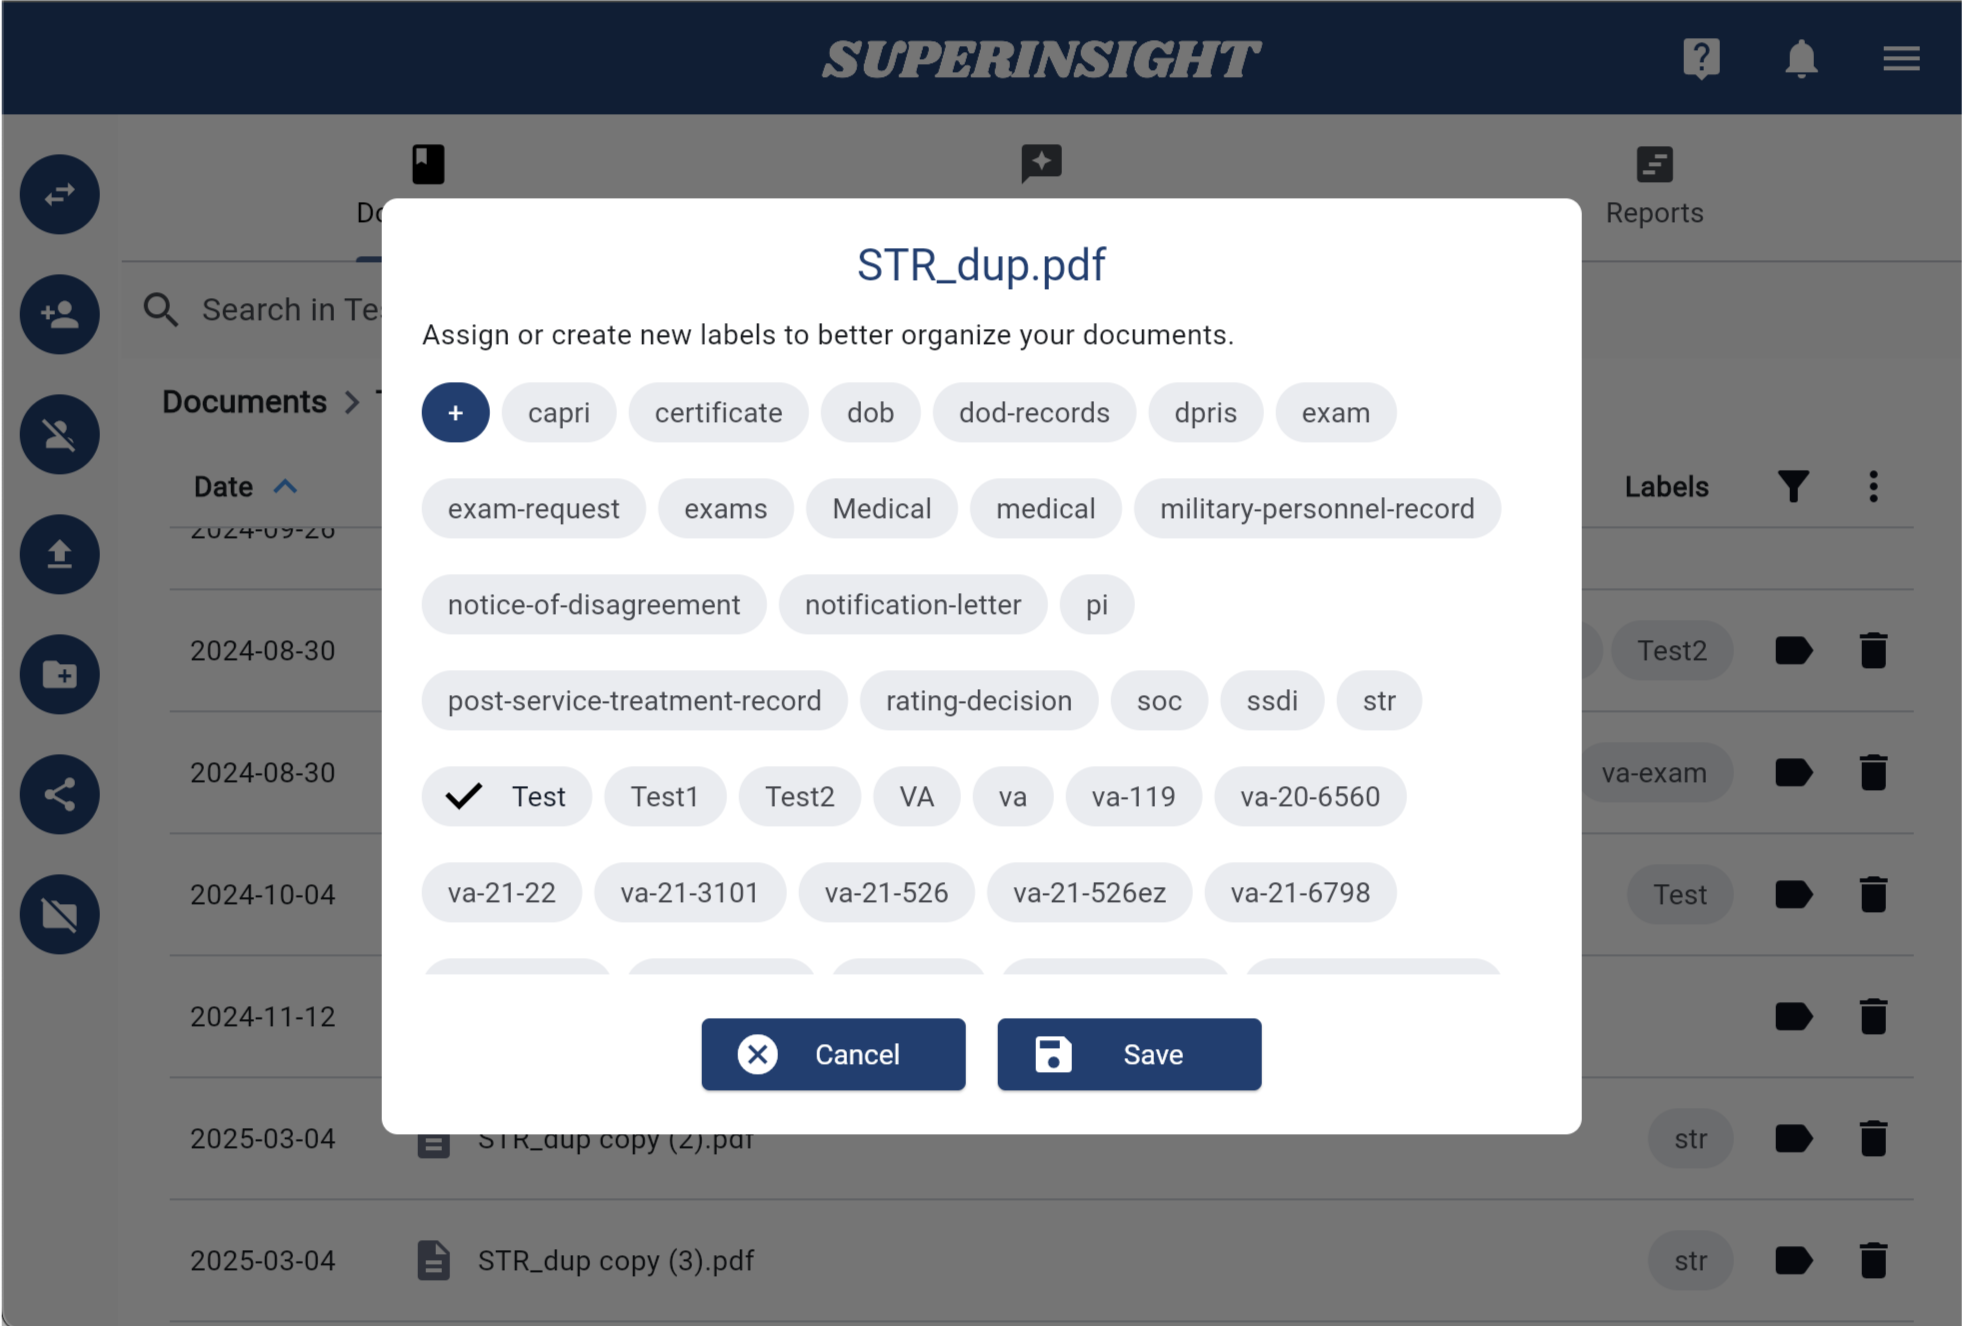 SUPERINSIGHT
Reports
STR_dup.pdf
Search in
Assign or create new labels to better organize your documents.
Documents
+ capri certificate dob dod-records dpris exam
Date
Labels
exam-request exams Medical medical military-personnel-record
2024-09-26
notice-of-disagreement notification-letter pi
2024-08-30
Test2
post-service-treatment-record rating-decision soc ssdi str
2024-08-30
va-exam
Test Test1 Test2 VA va va-119 va-20-6560
2024-10-04
Test
va-21-22 va-21-3101 va-21-526 va-21-526ez va-21-6798
2024-11-12
Cancel Save
2025-03-04 STR_dup copy (2).pdf str
2025-03-04 STR_dup copy (3).pdf str